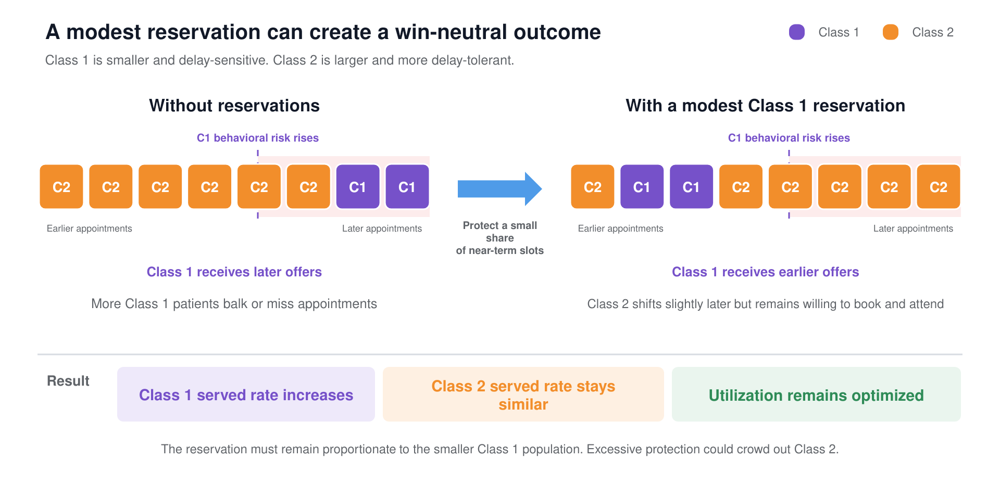 A modest reservation can create a win-neutral outcome
Class 1
Class 2
Class 1 is smaller and delay-sensitive. Class 2 is larger and more delay-tolerant.
Without reservations
C1 behavioral risk rises
C2 C2 C2 C2 C2 C2 C1 C1
Earlier appointments
Later appointments
Class 1 receives later offers
More Class 1 patients balk or miss appointments
Protect a small
share
of near-term slots
With a modest Class 1 reservation
C1 behavioral risk rises
C2 C1 C1 C2 C2 C2 C2 C2
Earlier appointments
Later appointments
Class 1 receives earlier offers
Class 2 shifts slightly later but remains willing to book and attend
Result
Class 1 served rate increases
Class 2 served rate stays
similar
Utilization remains optimized
The reservation must remain proportionate to the smaller Class 1 population. Excessive protection could crowd out Class 2.